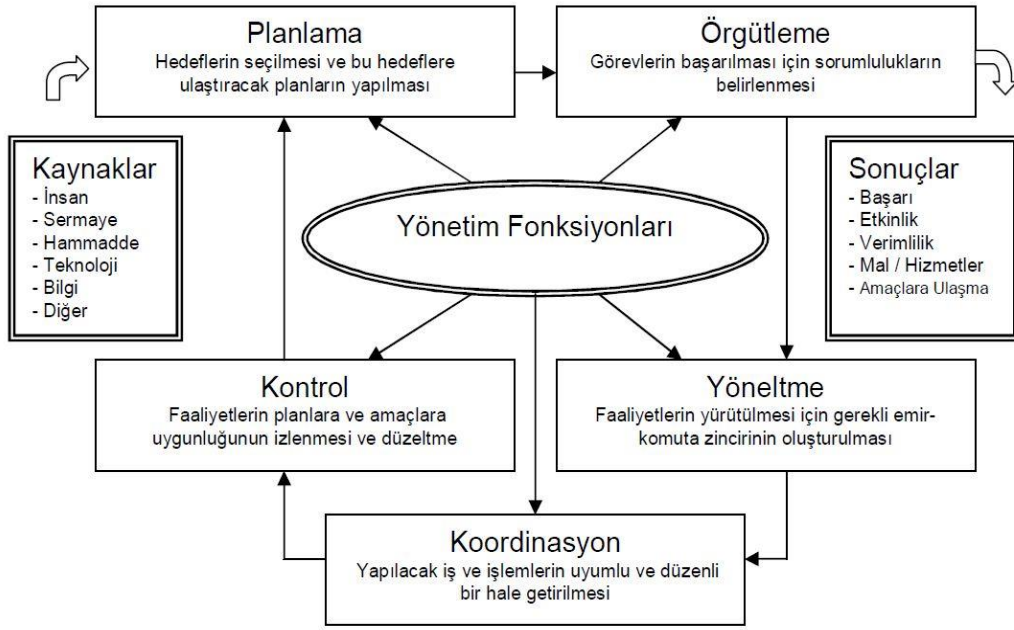 Planlama
Hedeflerin seçilmesi ve bu hedeflere
ulaştıracak planların yapılması
Örgütleme
Görevlerin başarılması için sorumlulukların
belirlenmesi
Kaynaklar
- İnsan
- Sermaye
- Hammadde
- Teknoloji
- Bilgi
- Diğer
Yönetim Fonksiyonları
Sonuçlar
- Başarı
- Etkinlik
- Verimlilik
- Mal / Hizmetler
- Amaçlara Ulaşma
Kontrol
Faaliyetlerin planlara ve amaçlara
uygunluğunun izlenmesi ve düzeltme
Yöneltme
Faaliyetlerin yürütülmesi için gerekli emir-
komuta zincirinin oluşturulması
Koordinasyon
Yapılacak iş ve işlemlerin uyumlu ve düzenli
bir hale getirilmesi